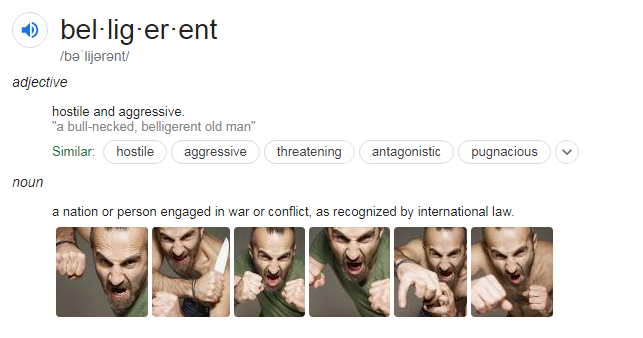 bel·lig·er·ent
/bəˈlijərənt/
adjective
hostile and aggressive.
"a bull-necked, belligerent old man"
Similar: hostile aggressive threatening antagonistic pugnacious
noun
a nation or person engaged in war or conflict, as recognized by international law.